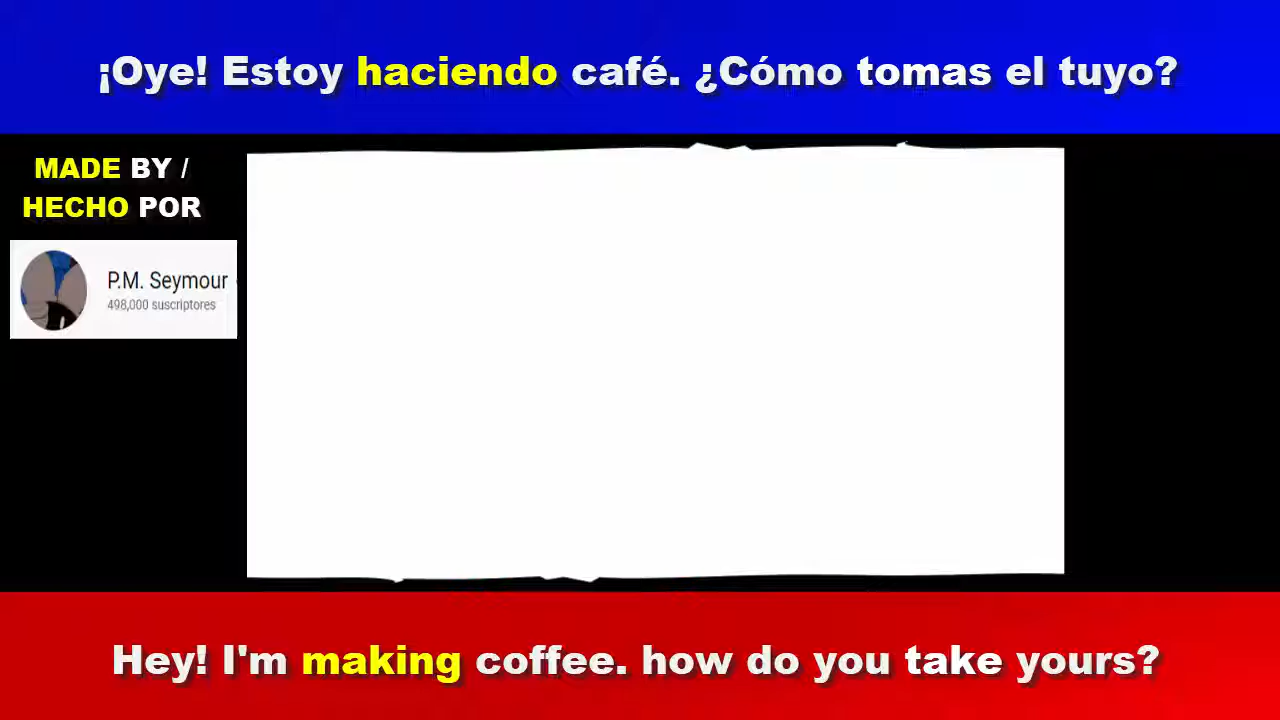 ¡Oye! Estoy haciendo café. ¿Cómo tomas el tuyo?
MADE BY /
HECHO POR
P.M. Seymour
498,000 suscriptores
Hey! I'm making coffee. how do you take yours?